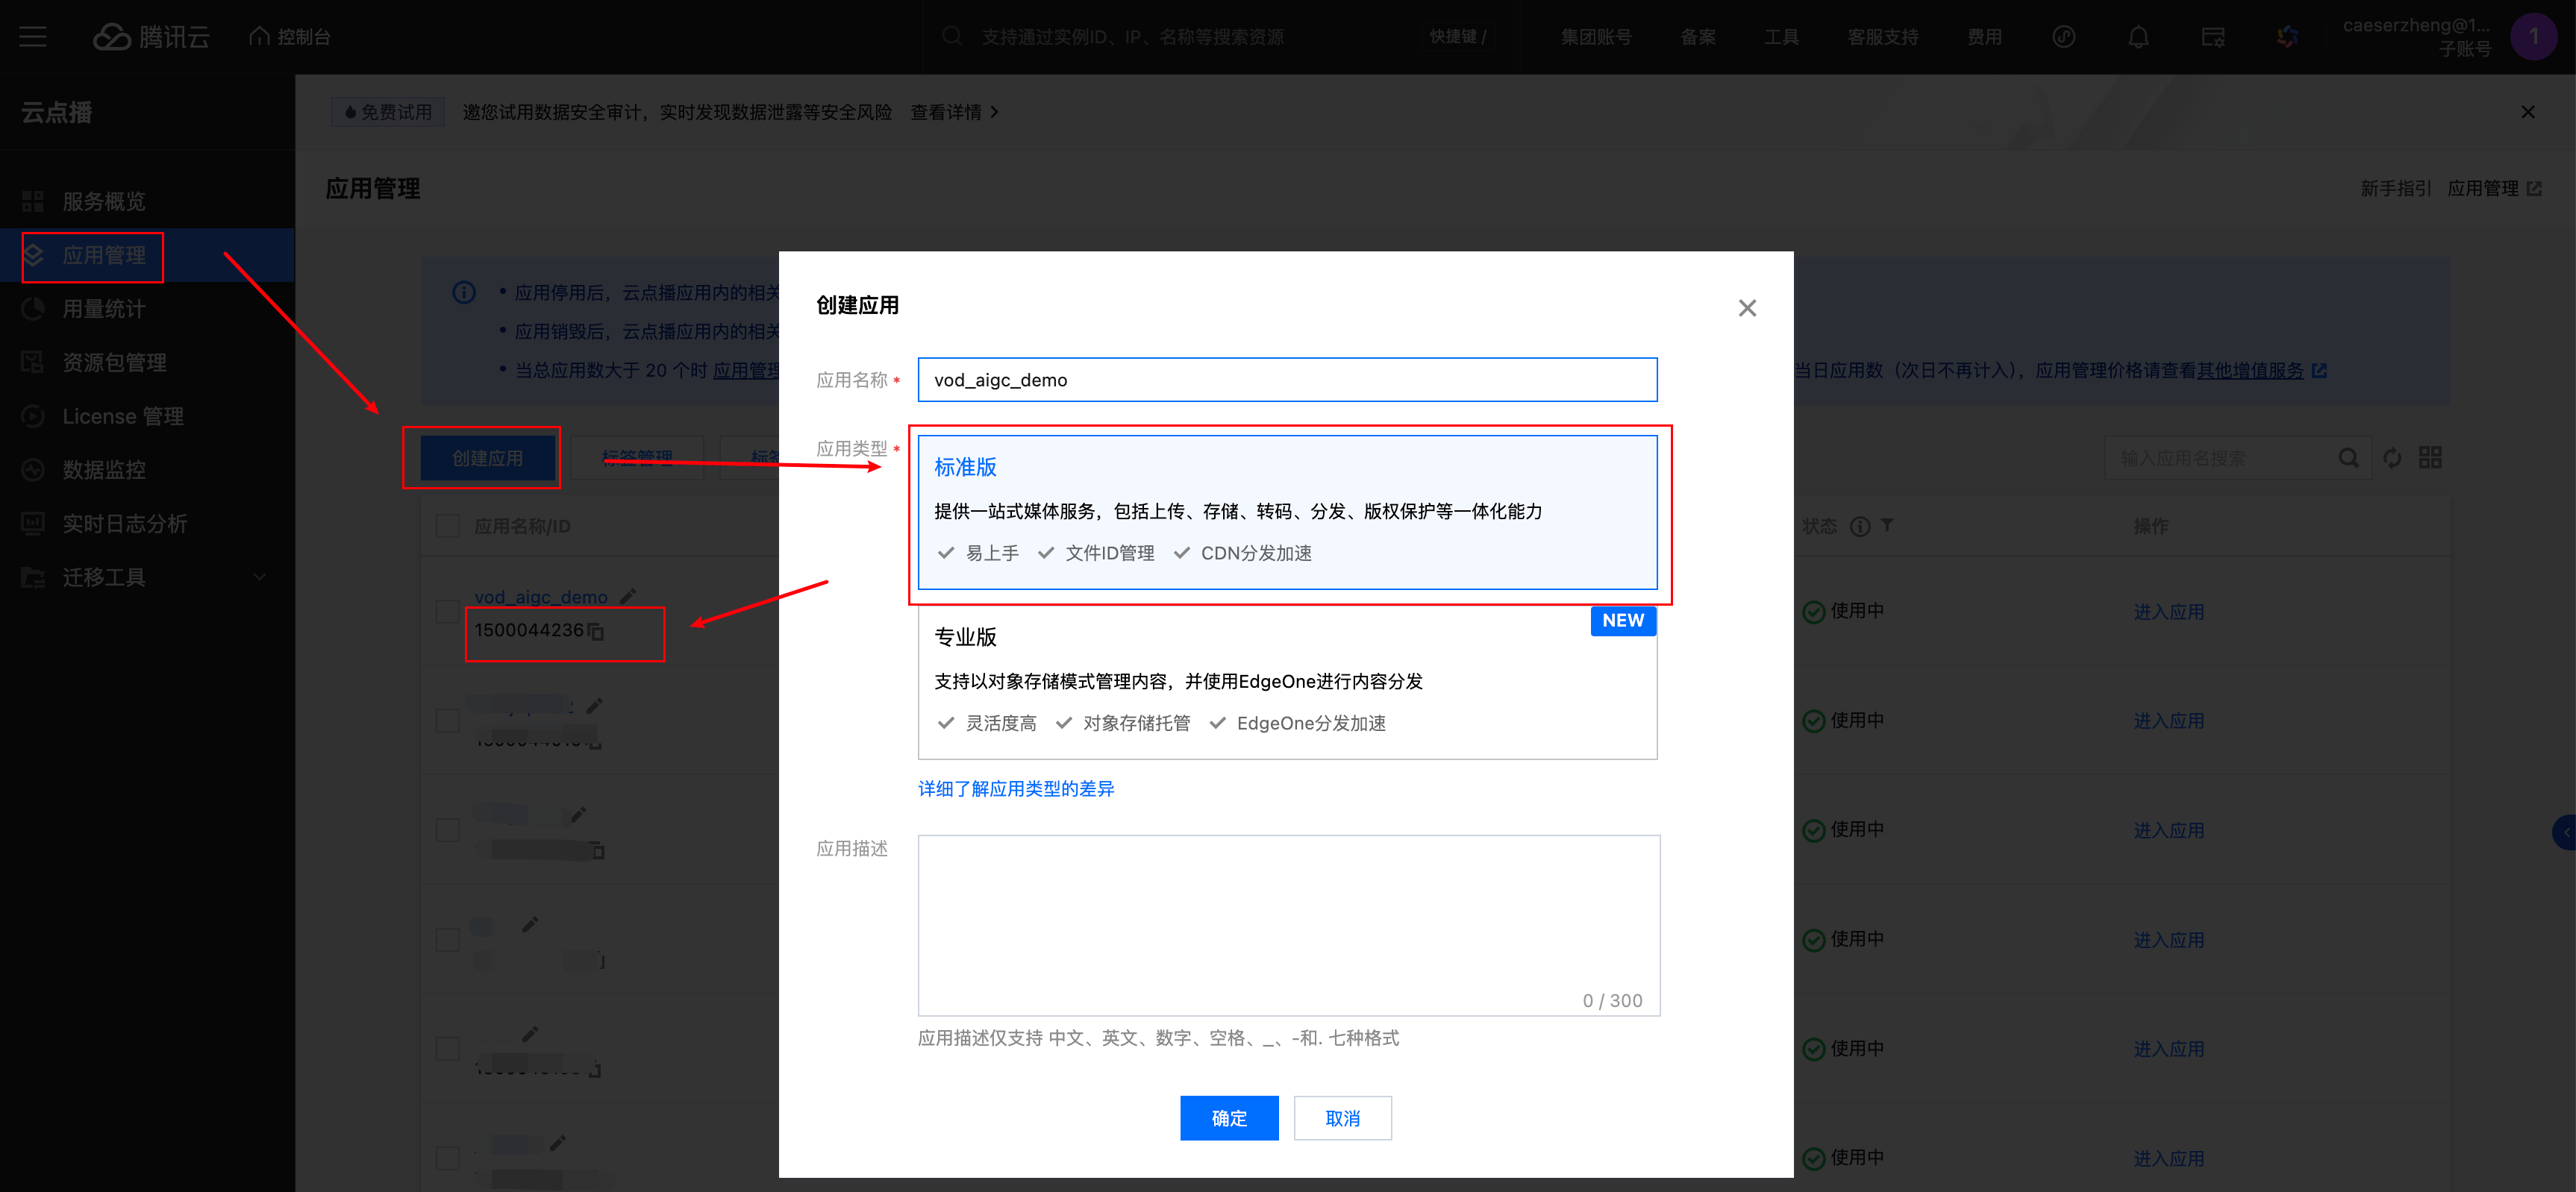 腾讯云
控制台
支持通过实例ID、IP、名称等搜索资源
快捷键 /
集团账号
备案
工具
客服支持
费用
caeserzheng@1...
子账号
1
云点播
免费试用
邀您试用数据安全审计，实时发现数据泄露等安全风险
查看详情
服务概览
应用管理
用量统计
资源包管理
License 管理
数据监控
实时日志分析
迁移工具
应用管理
新手指引
应用管理
应用停用后，云点播应用内的相关
应用销毁后，云点播应用内的相关
当总应用数大于 20 个时 应用管理
当日应用数（次日不再计入），应用管理价格请查看其他增值服务
创建应用
标签管理
标签
输入应用名搜索
应用名称/ID
状态
操作
vod_aigc_demo
1500044236
使用中
进入应用
使用中
进入应用
使用中
进入应用
使用中
进入应用
使用中
进入应用
使用中
进入应用
创建应用
应用名称 *
vod_aigc_demo
应用类型 *
标准版
提供一站式媒体服务，包括上传、存储、转码、分发、版权保护等一体化能力
易上手
文件ID管理
CDN分发加速
NEW
专业版
支持以对象存储模式管理内容，并使用EdgeOne进行内容分发
灵活度高
对象存储托管
EdgeOne分发加速
详细了解应用类型的差异
应用描述
0 / 300
应用描述仅支持 中文、英文、数字、空格、_、-和. 七种格式
确定
取消